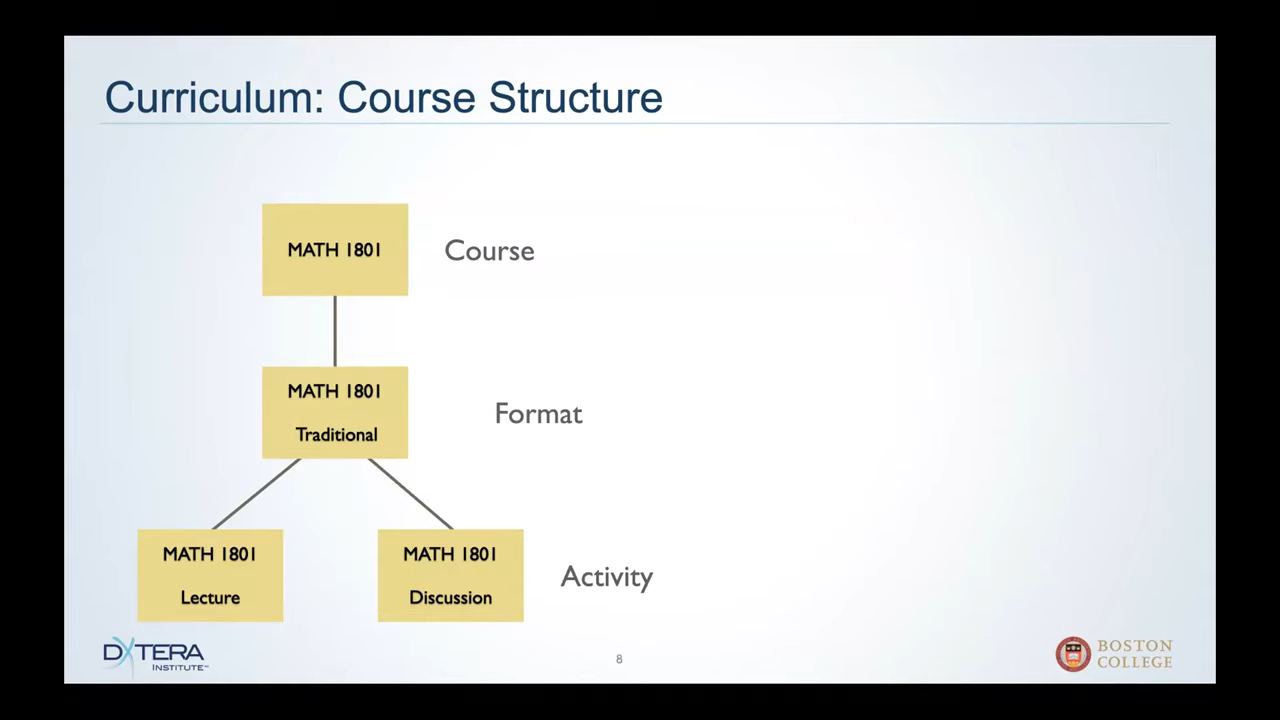 Curriculum: Course Structure
MATH 1801
Course
MATH 1801
Traditional
Format
MATH 1801
Lecture
MATH 1801
Discussion
Activity
DXTERA
INSTITUTE™
8
BOSTON
COLLEGE